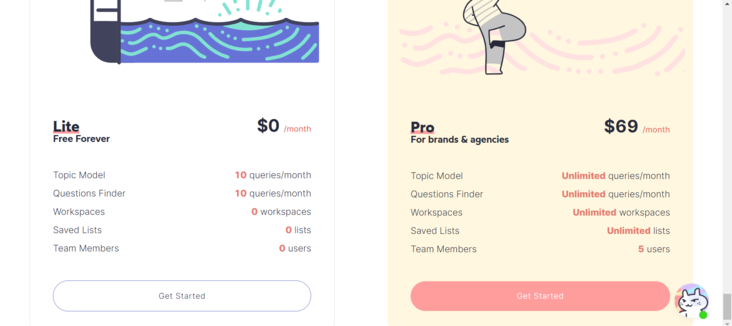 Lite
$0 /month
Free Forever
Topic Model 10 queries/month
Questions Finder 10 queries/month
Workspaces 0 workspaces
Saved Lists 0 lists
Team Members 0 users
Get Started
Pro
$69 /month
For brands & agencies
Topic Model Unlimited queries/month
Questions Finder Unlimited queries/month
Workspaces Unlimited workspaces
Saved Lists Unlimited lists
Team Members 5 users
Get Started